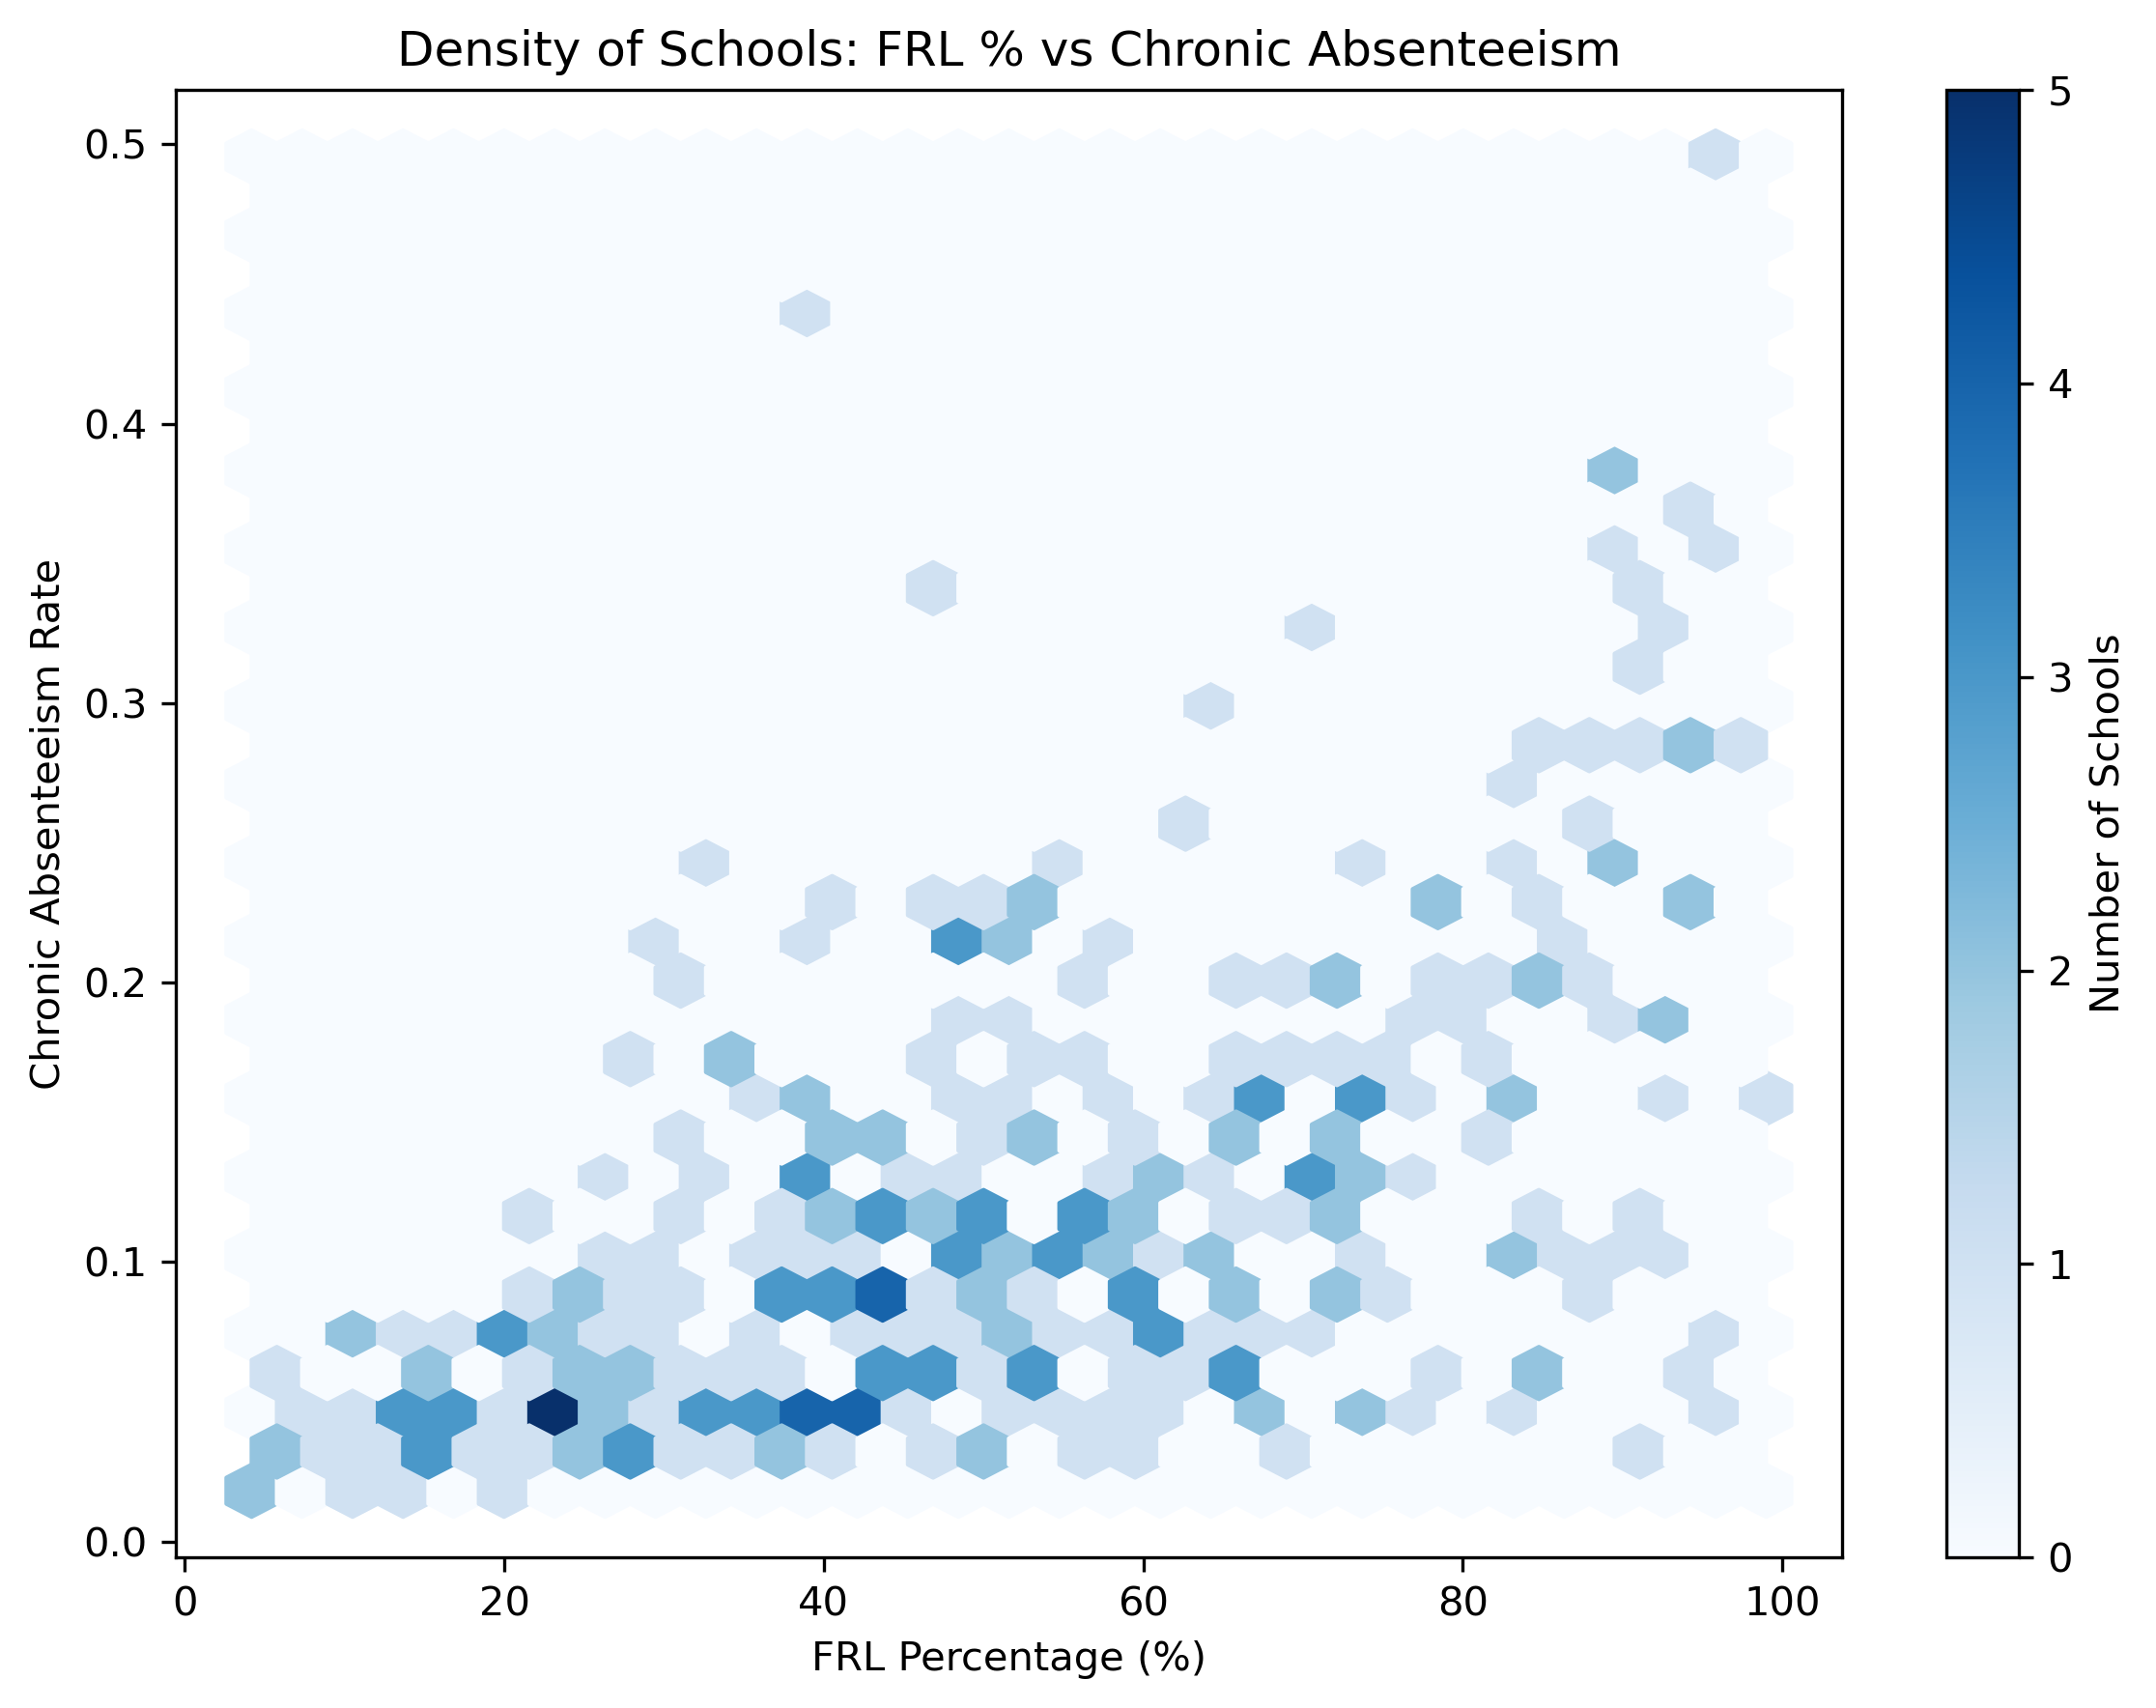 Density of Schools: FRL % vs Chronic Absenteeism
Chronic Absenteeism Rate
0.5
0.4
0.3
0.2
0.1
0.0
0 20 40 60 80 100
FRL Percentage (%)
5
4
3
2
1
0
Number of Schools